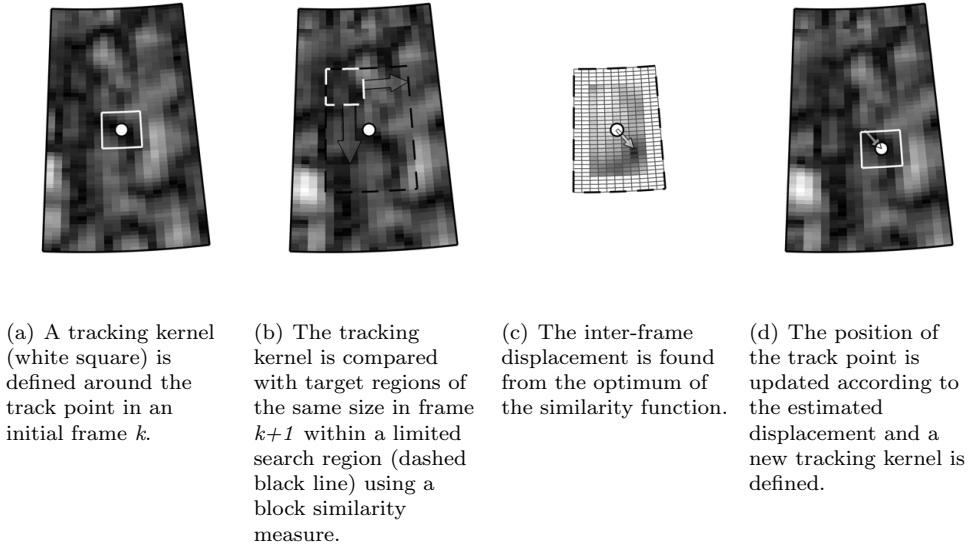 (a) A tracking kernel
(white square) is
defined around the
track point in an
initial frame k.
(b) The tracking
kernel is compared
with target regions of
the same size in frame
k+1 within a limited
search region (dashed
black line) using a
block similarity
measure.
(c) The inter-frame
displacement is found
from the optimum of
the similarity function.
(d) The position of
the track point is
updated according to
the estimated
displacement and a
new tracking kernel is
defined.